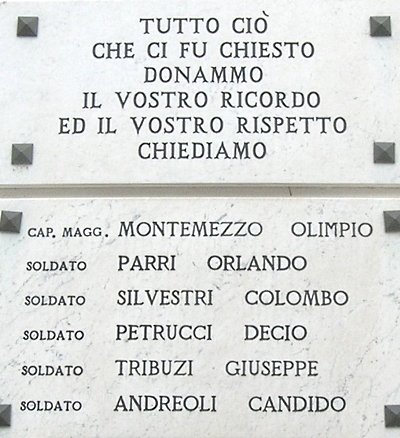 TUTTO CIÒ
CHE CI FU CHIESTO
DONAMMO
IL VOSTRO RICORDO
ED IL VOSTRO RISPETTO
CHIEDIAMO
CAP. MAGG. MONTEMEZZO OLIMPIO
SOLDATO PARRI ORLANDO
SOLDATO SILVESTRI COLOMBO
SOLDATO PETRUCCI DECIO
SOLDATO TRIBUZI GIUSEPPE
SOLDATO ANDREOLI CANDIDO